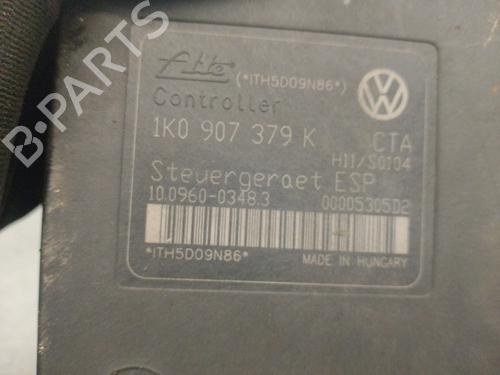 Ate (*ITH5D09N86*)
Controller
1K0 907 379 K CTA
H11/S0104
Steuergeraet ESP
10.0960-0348.3 00005305D2
*ITH5D09N86* MADE IN HUNGARY
B-PARTS